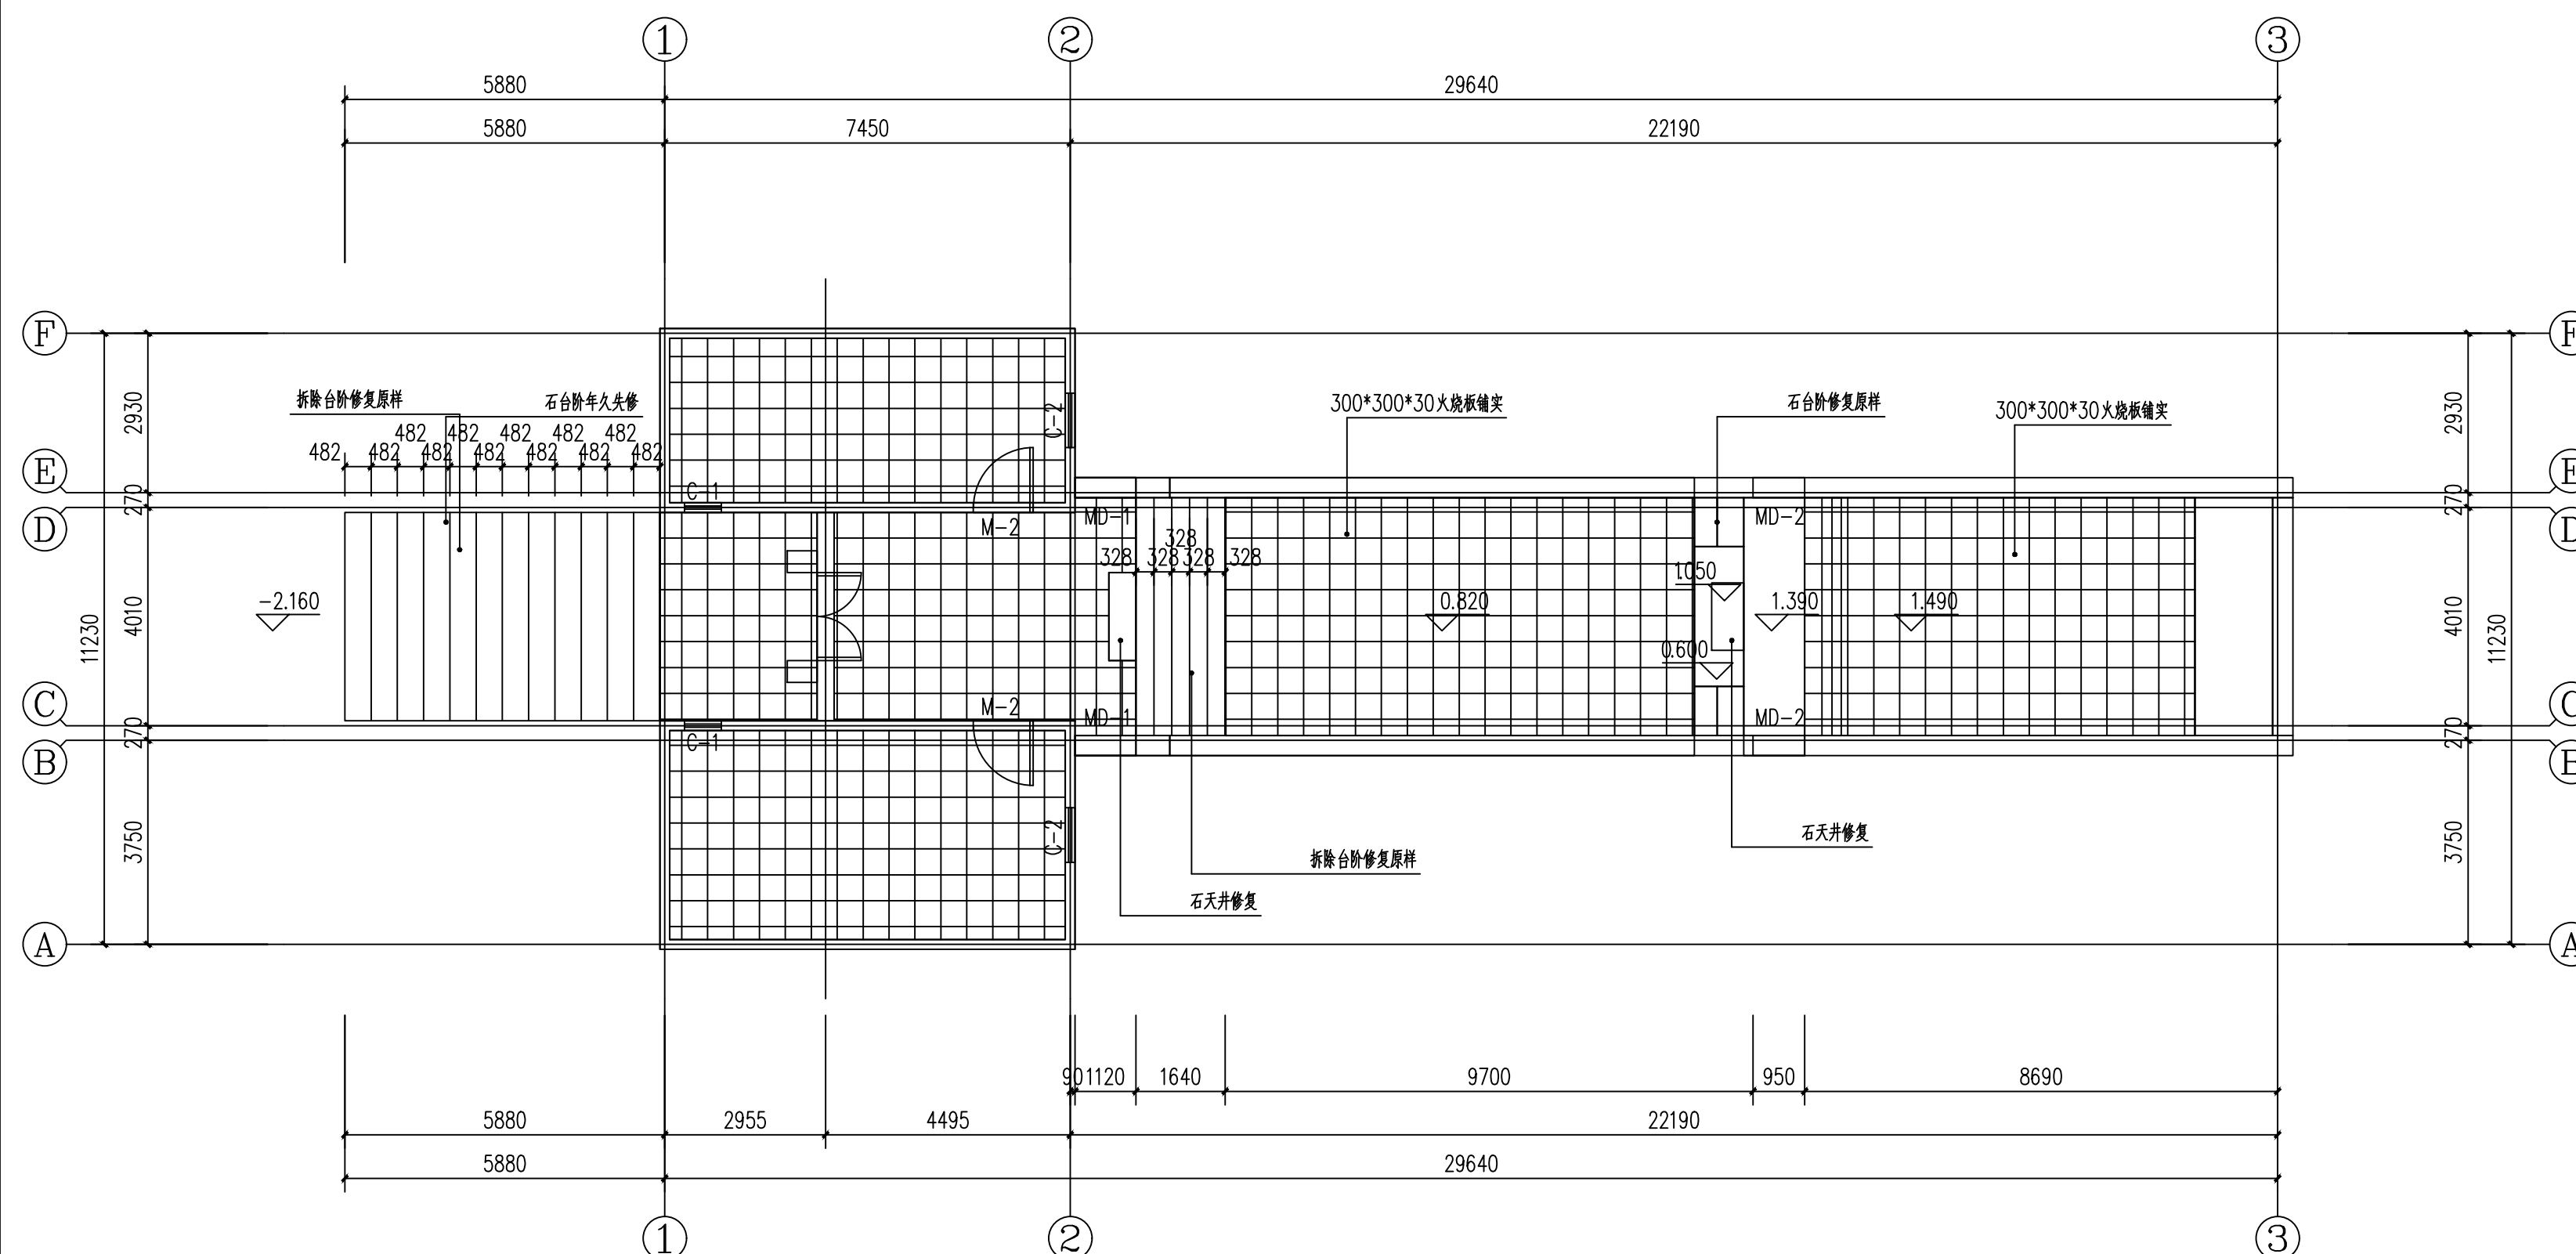 1 2 3
5880 29640
5880 7450 22190
F F
拆除台阶修复原样 石台阶年久失修 300*300*30火烧板铺实 石台阶修复原样 300*300*30火烧板铺实
2930 C-2 2930
482 482 482 482 482
482 482 482 482 482 482 482
E E
270 C-1 270
D M-2 MD-1 MD-2 D
328
328 328 328 328
1.050
-2.160 0.820 1.390 1.490
11230 4010 4010 11230
0.600
C M-2 MD-1 MD-2 C
270 C-1 270
B B
3750 C-2 石天井修复 3750
拆除台阶修复原样
石天井修复
A A
90 1120 1640 9700 950 8690
5880 2955 4495 22190
5880 29640
1 2 3